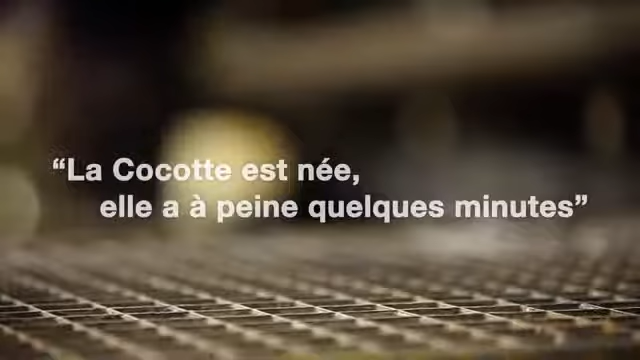 “La Cocotte est née,
elle a à peine quelques minutes”